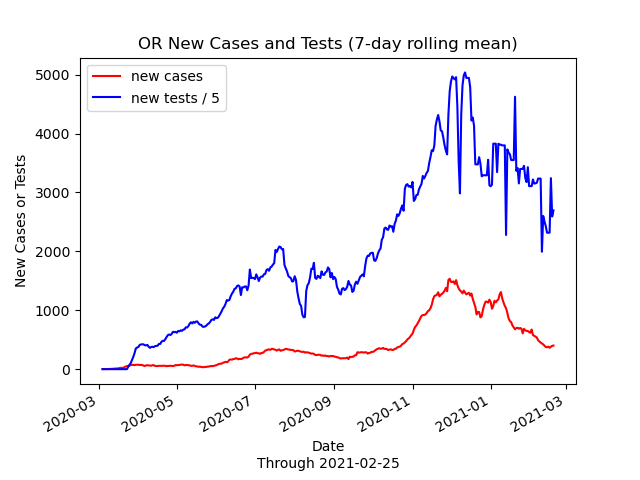 OR New Cases and Tests (7-day rolling mean)
new cases
new tests / 5
New Cases or Tests
5000
4000
3000
2000
1000
0
2020-03
2020-05
2020-07
2020-09
2020-11
2021-01
2021-03
Date
Through 2021-02-25